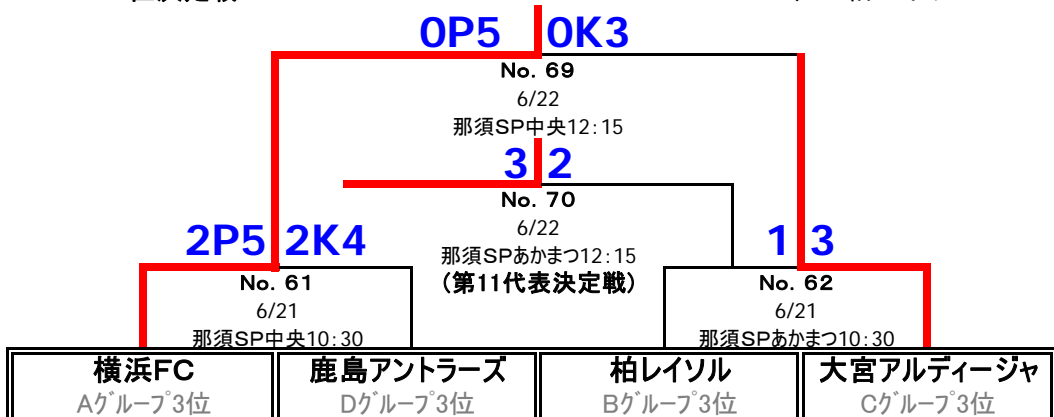 0P5 0K3
No. 69
6/22
那須SP中央12:15
3 2
No. 70
6/22
那須SPあかまつ12:15
(第11代表決定戦)
2P5 2K4
No. 61
6/21
那須SP中央10:30
1 3
No. 62
6/21
那須SPあかまつ10:30
横浜FC 鹿島アントラーズ 柏レイソル 大宮アルディージャ
Aグループ3位 Dグループ3位 Bグループ3位 Cグループ3位